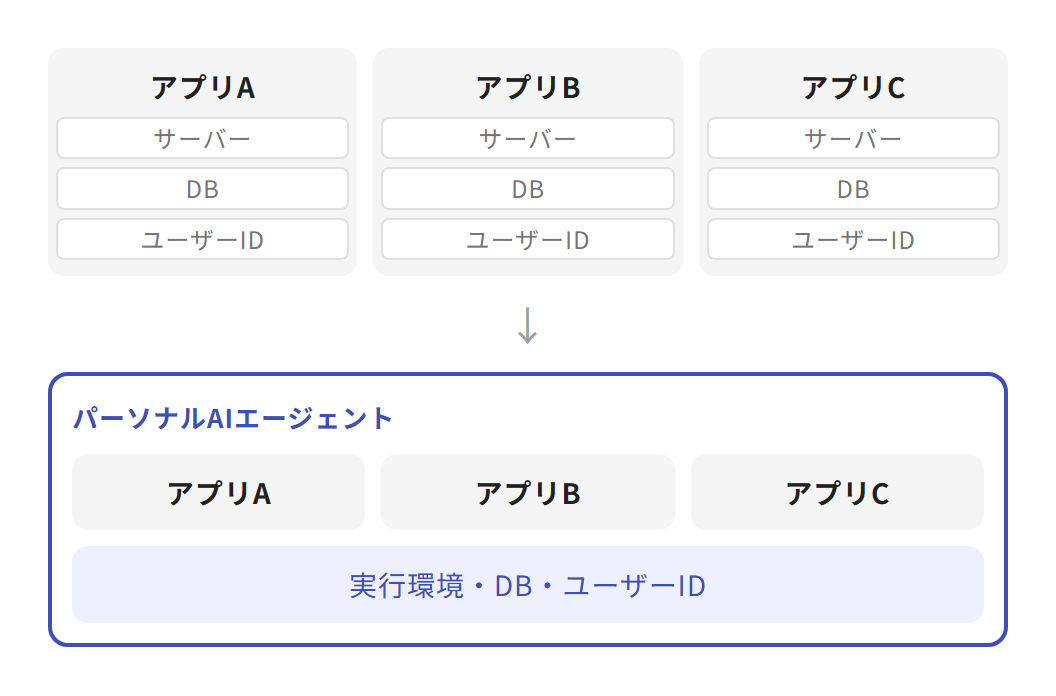 アプリA
サーバー
DB
ユーザーID
アプリB
サーバー
DB
ユーザーID
アプリC
サーバー
DB
ユーザーID
↓
パーソナルAIエージェント
アプリA
アプリB
アプリC
実行環境・DB・ユーザーID